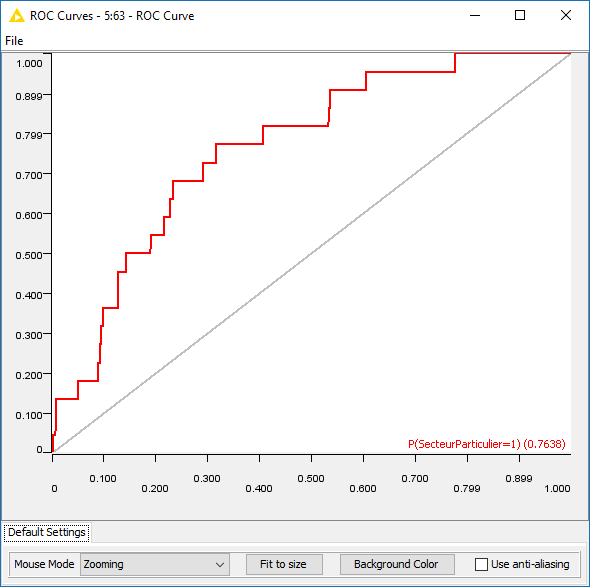 ROC Curves - 5:63 - ROC Curve
File
1.000
0.899
0.799
0.700
0.600
0.500
0.400
0.300
0.200
0.100
0
P(SecteurParticulier=1) (0.7638)
0.100 0.300 0.500 0.700 0.899
0 0.200 0.400 0.600 0.799 1.000
Default Settings
Mouse Mode Zooming Fit to size Background Color Use anti-aliasing